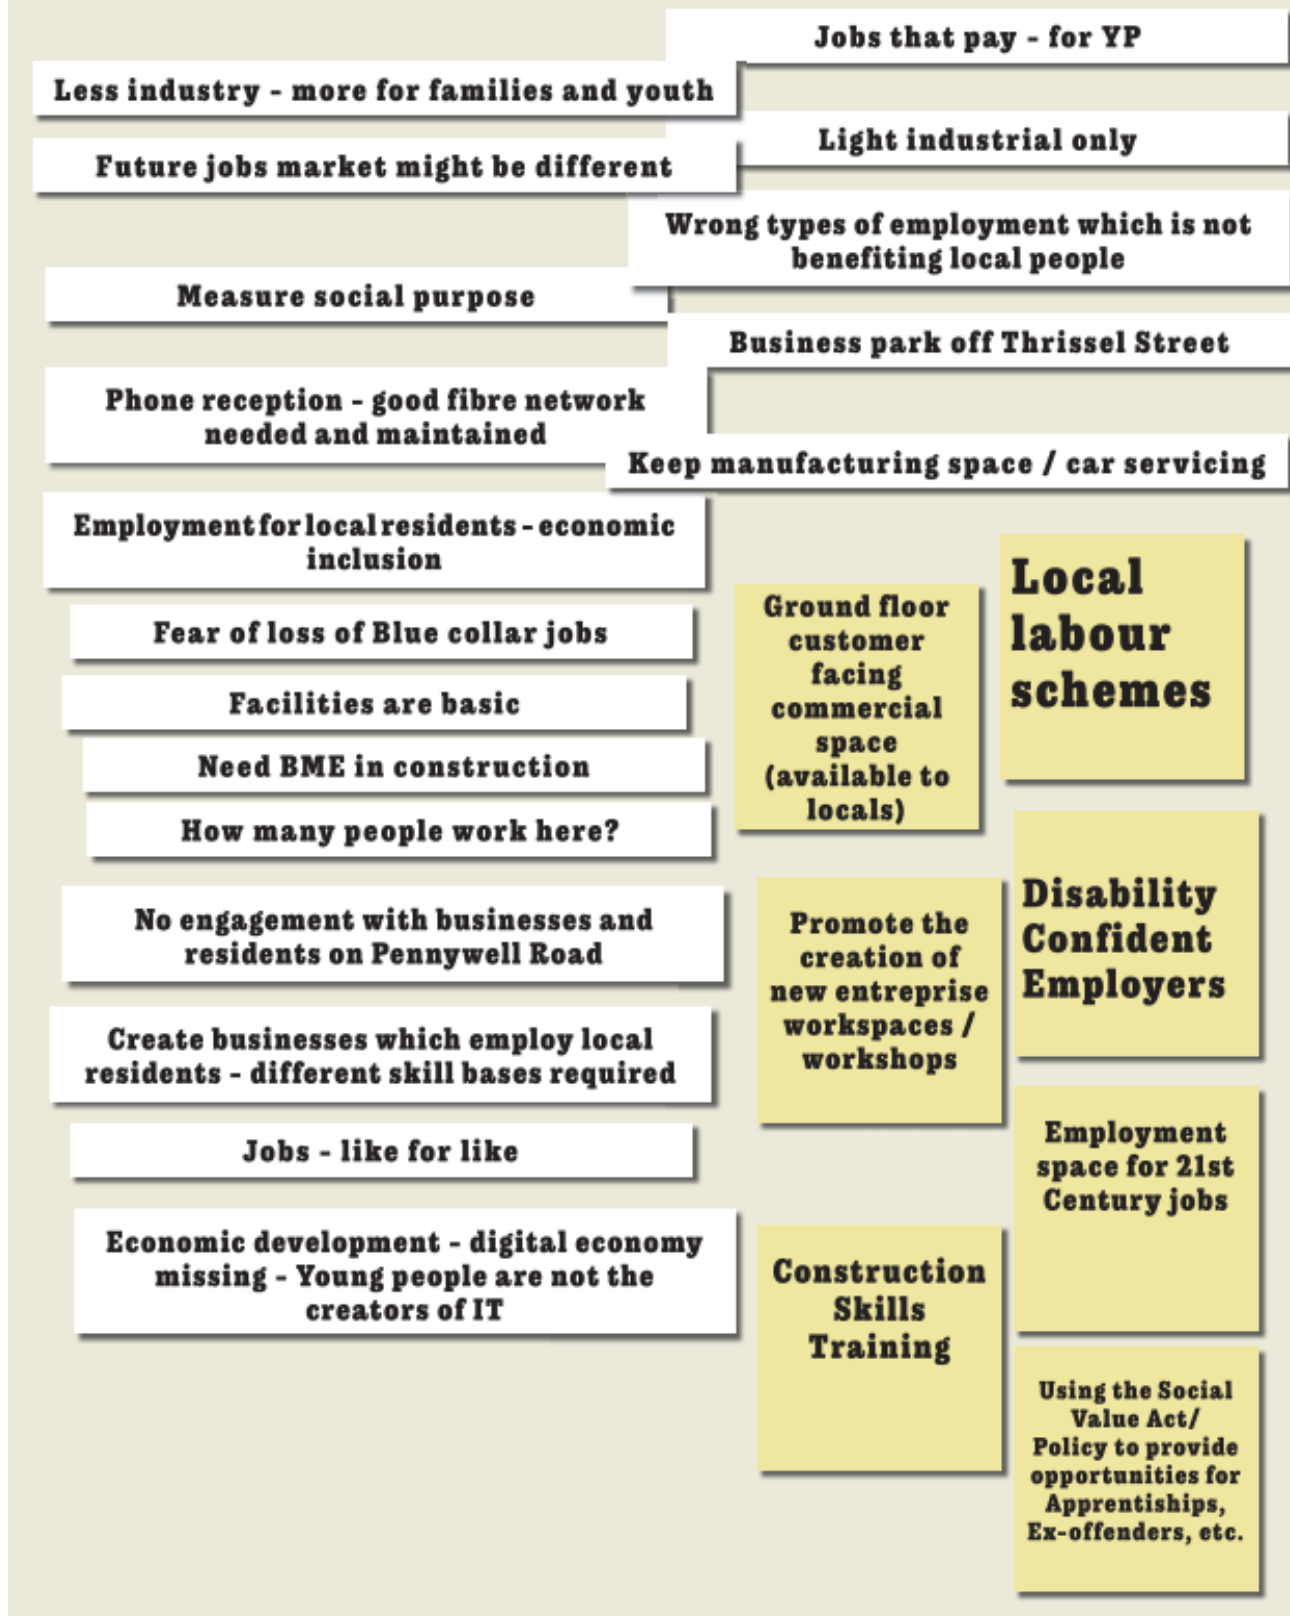 Jobs that pay - for YP
Less industry - more for families and youth
Light industrial only
Future jobs market might be different
Wrong types of employment which is not
benefiting local people
Measure social purpose
Business park off Thrissel Street
Phone reception - good fibre network
needed and maintained
Keep manufacturing space / car servicing
Employment for local residents - economic
inclusion
Fear of loss of Blue collar jobs
Facilities are basic
Need BME in construction
How many people work here?
No engagement with businesses and
residents on Pennywell Road
Create businesses which employ local
residents - different skill bases required
Jobs - like for like
Economic development - digital economy
missing - Young people are not the
creators of IT
Ground floor
customer
facing
commercial
space
(available to
locals)
Local
labour
schemes
Promote the
creation of
new entreprise
workspaces /
workshops
Disability
Confident
Employers
Employment
space for 21st
Century jobs
Construction
Skills
Training
Using the Social
Value Act/
Policy to provide
opportunities for
Apprentiships,
Ex-offenders, etc.